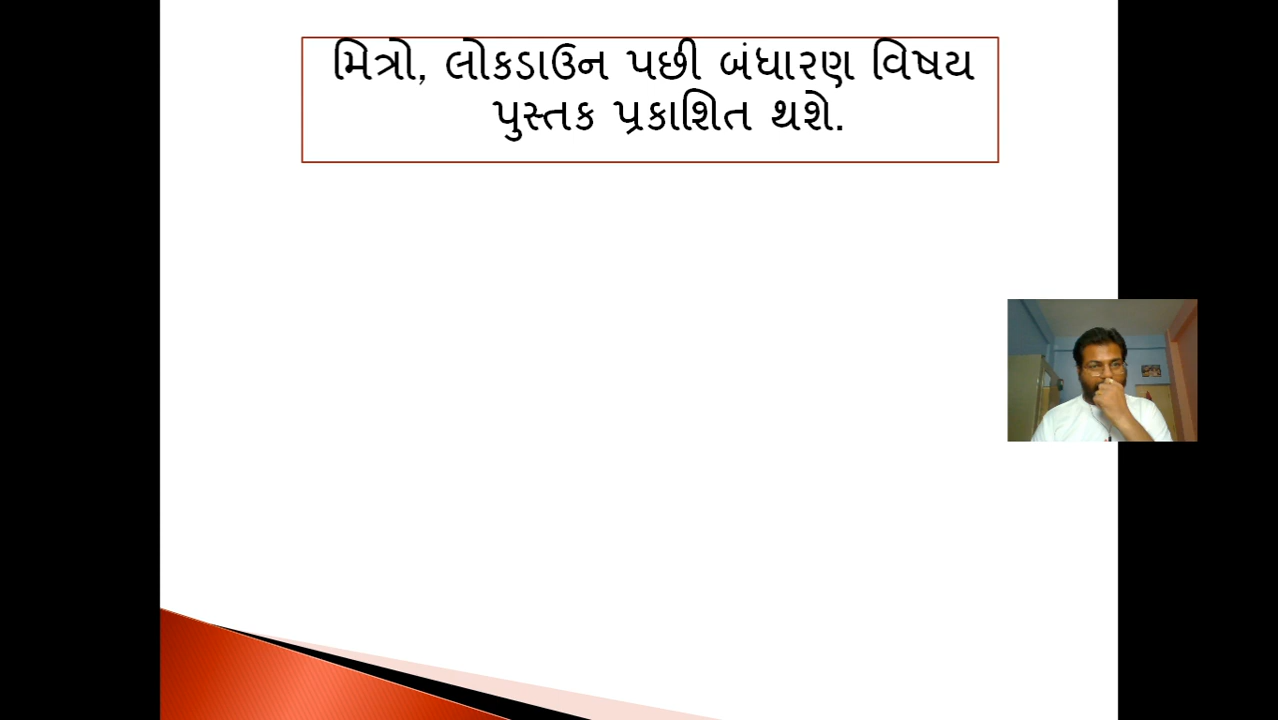 મિત્રો, લોકડાઉન પછી બંધારણ વિષય
પુસ્તક પ્રકાશિત થશે.